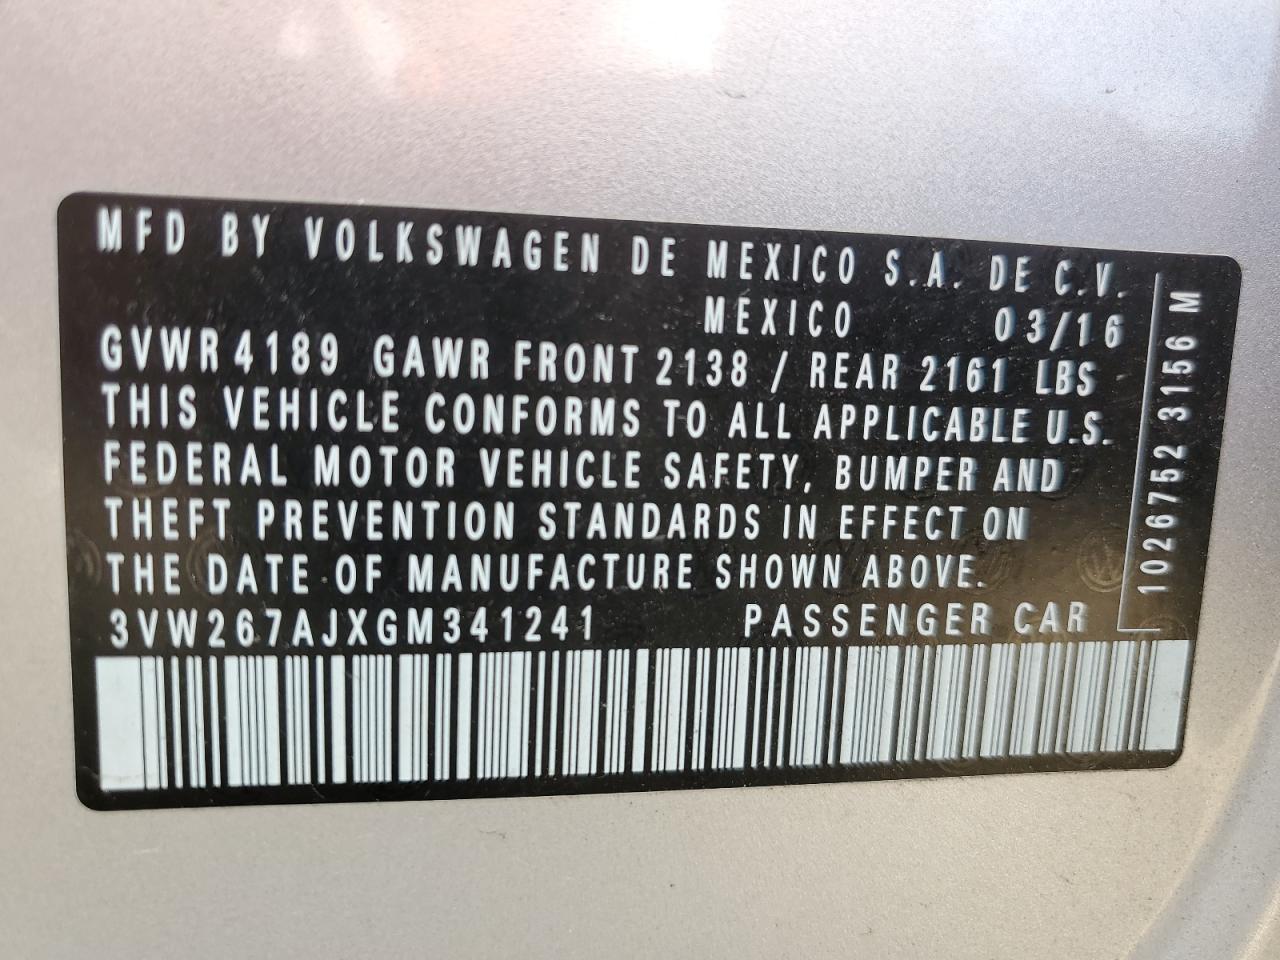 MFD BY VOLKSWAGEN DE MEXICO S.A. DE C.V.
MEXICO 03/16
GVWR 4189 GAWR FRONT 2138 / REAR 2161 LBS
THIS VEHICLE CONFORMS TO ALL APPLICABLE U.S.
FEDERAL MOTOR VEHICLE SAFETY, BUMPER AND
THEFT PREVENTION STANDARDS IN EFFECT ON
THE DATE OF MANUFACTURE SHOWN ABOVE.
3VW267AJXGM341241 PASSENGER CAR
1026752 3156 M